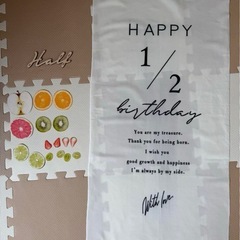 Half
HAPPY
1/2
birthday
You are my treasure.
Thank you for being born.
I wish you
good growth and happiness
I'm always by my side.
With love